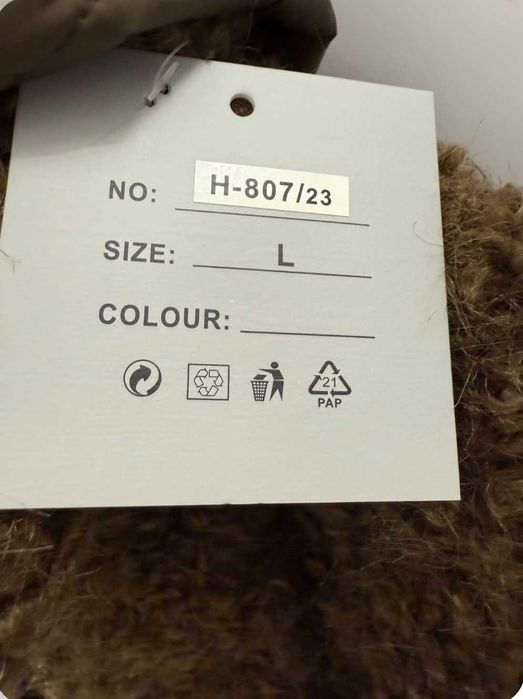 NO: H-807/23
SIZE: L
COLOUR:
21
PAP